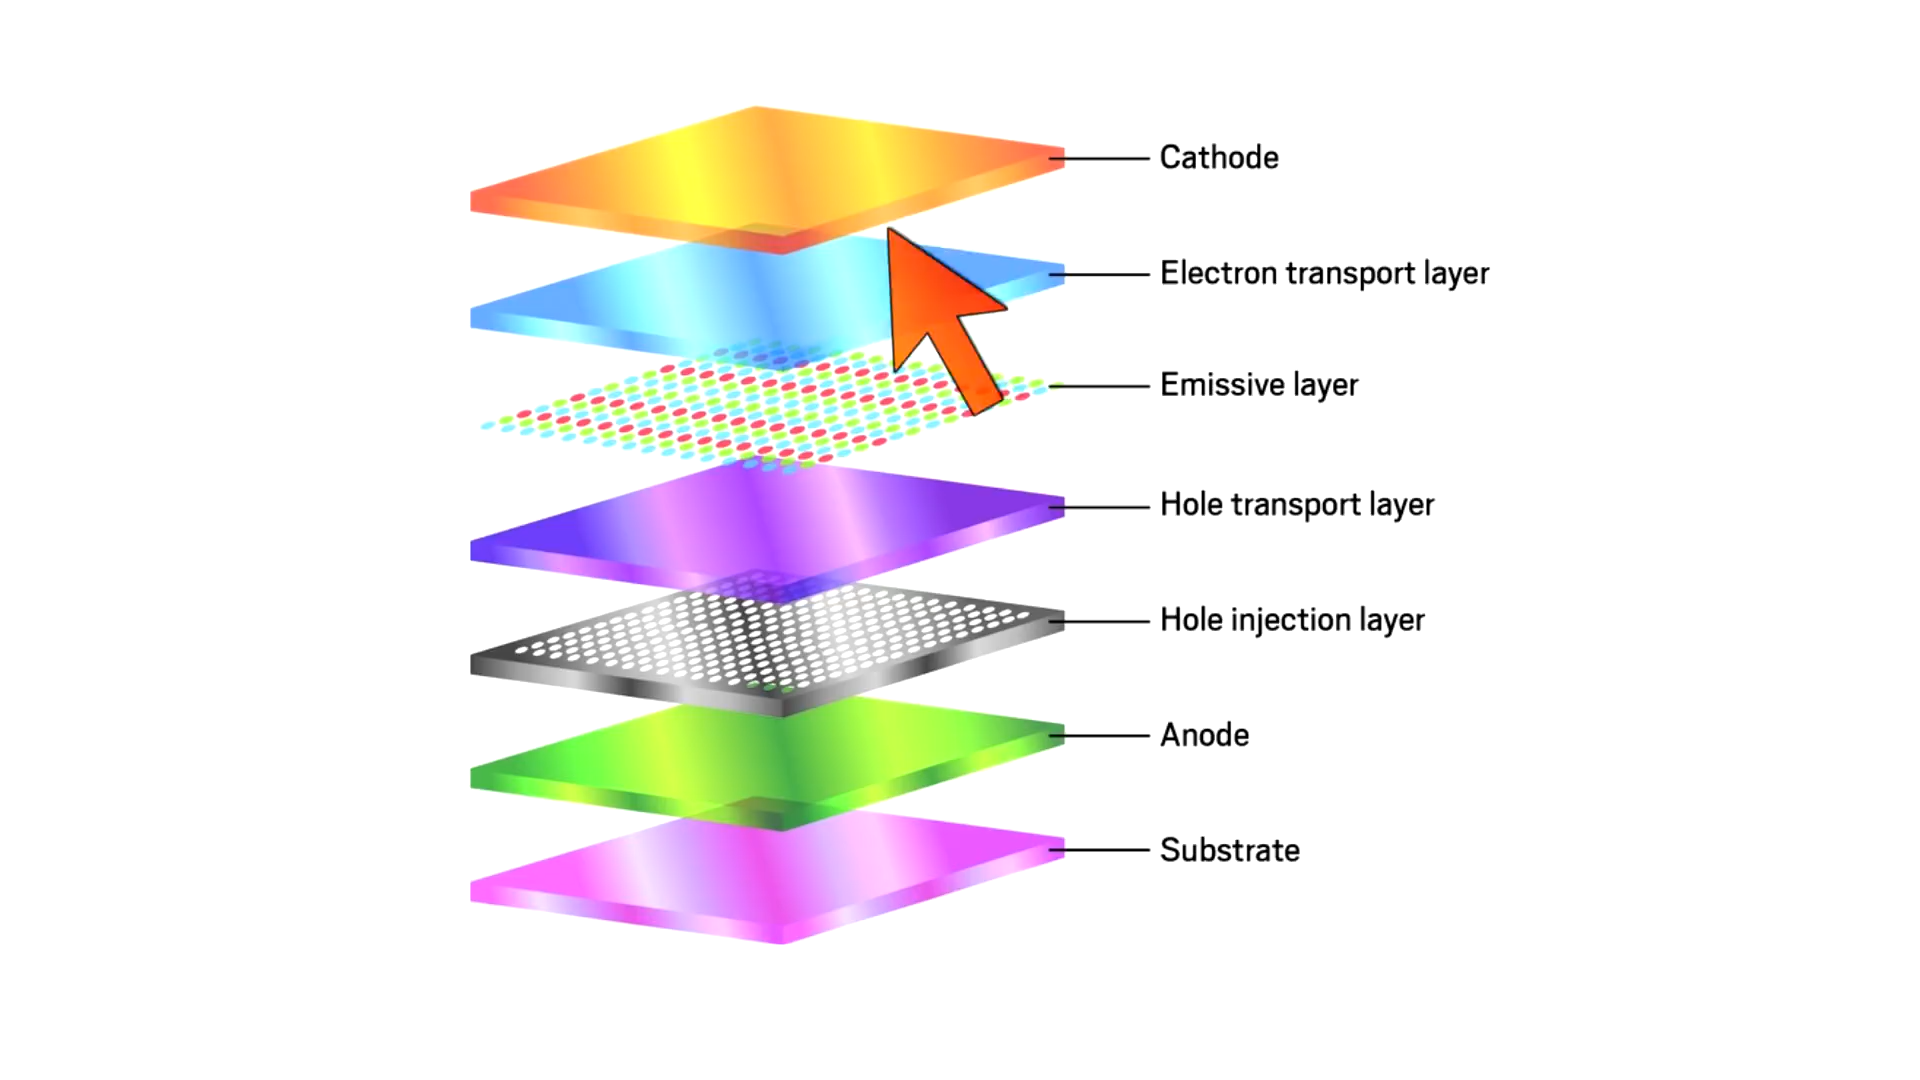 Cathode
Electron transport layer
Emissive layer
Hole transport layer
Hole injection layer
Anode
Substrate